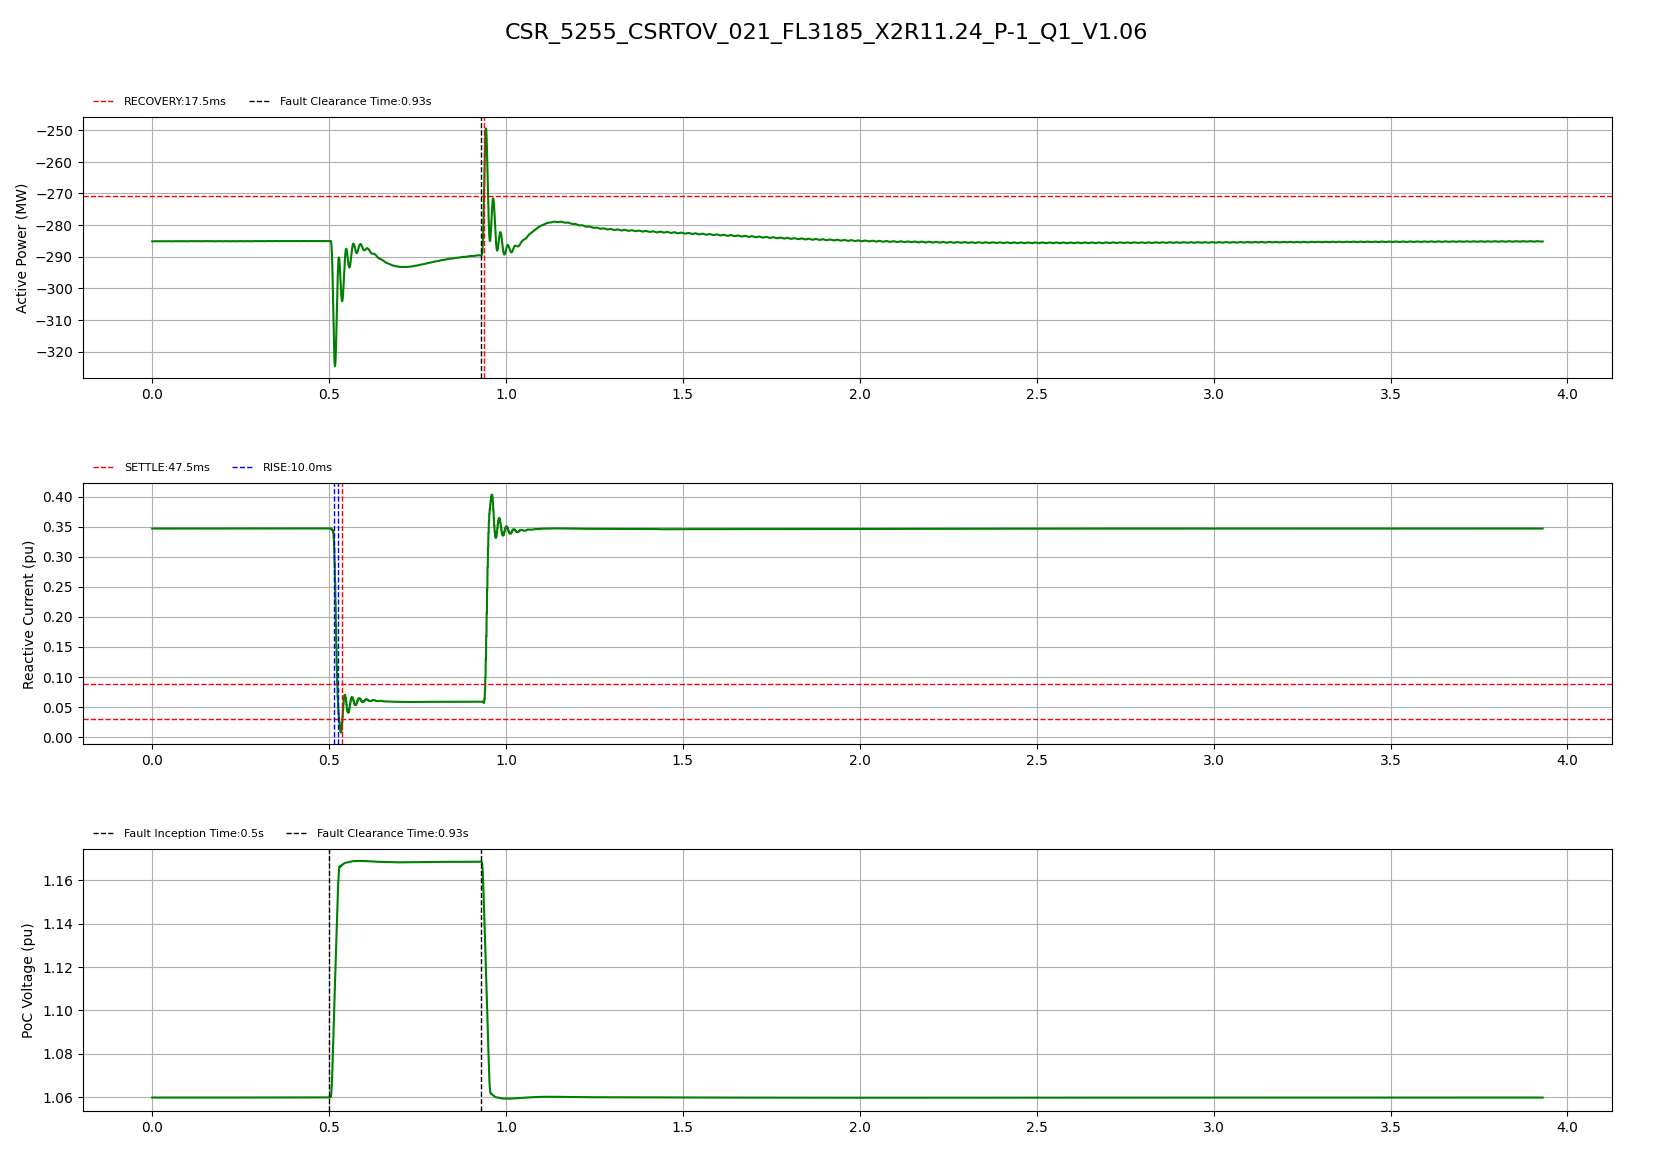 CSR_5255_CSRTOV_021_FL3185_X2R11.24_P-1_Q1_V1.06
RECOVERY:17.5ms Fault Clearance Time:0.93s
Active Power (MW)
−250
−260
−270
−280
−290
−300
−310
−320
0.0 0.5 1.0 1.5 2.0 2.5 3.0 3.5 4.0
SETTLE:47.5ms RISE:10.0ms
Reactive Current (pu)
0.40
0.35
0.30
0.25
0.20
0.15
0.10
0.05
0.00
0.0 0.5 1.0 1.5 2.0 2.5 3.0 3.5 4.0
Fault Inception Time:0.5s Fault Clearance Time:0.93s
PoC Voltage (pu)
1.16
1.14
1.12
1.10
1.08
1.06
0.0 0.5 1.0 1.5 2.0 2.5 3.0 3.5 4.0